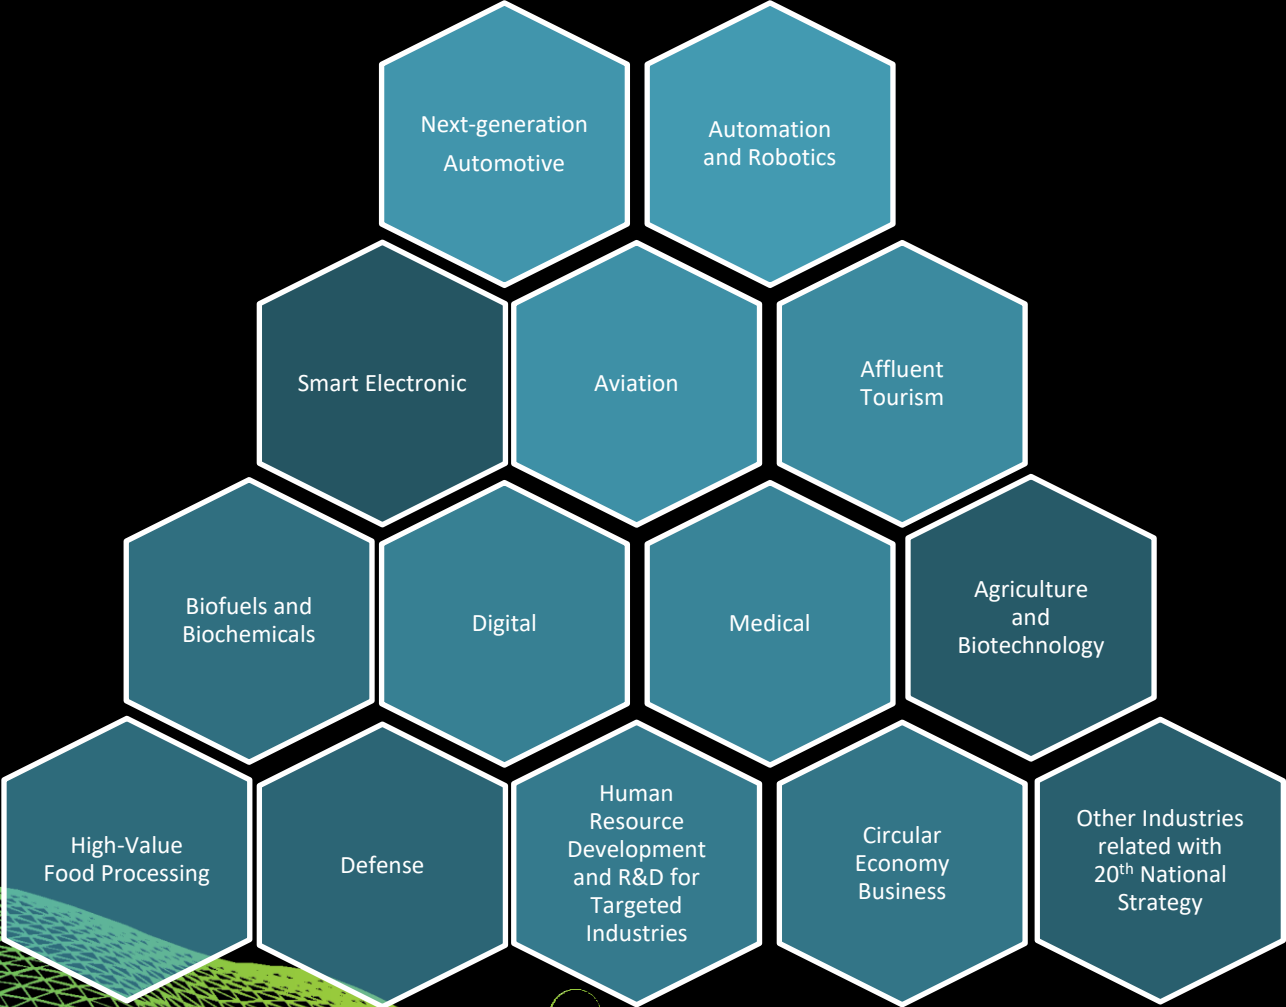 Next-generation
Automotive
Automation
and Robotics
Smart Electronic
Aviation
Affluent
Tourism
Biofuels and
Biochemicals
Digital
Medical
Agriculture
and
Biotechnology
High-Value
Food Processing
Defense
Human
Resource
Development
and R&D for
Targeted
Industries
Circular
Economy
Business
Other Industries
related with
20th National
Strategy